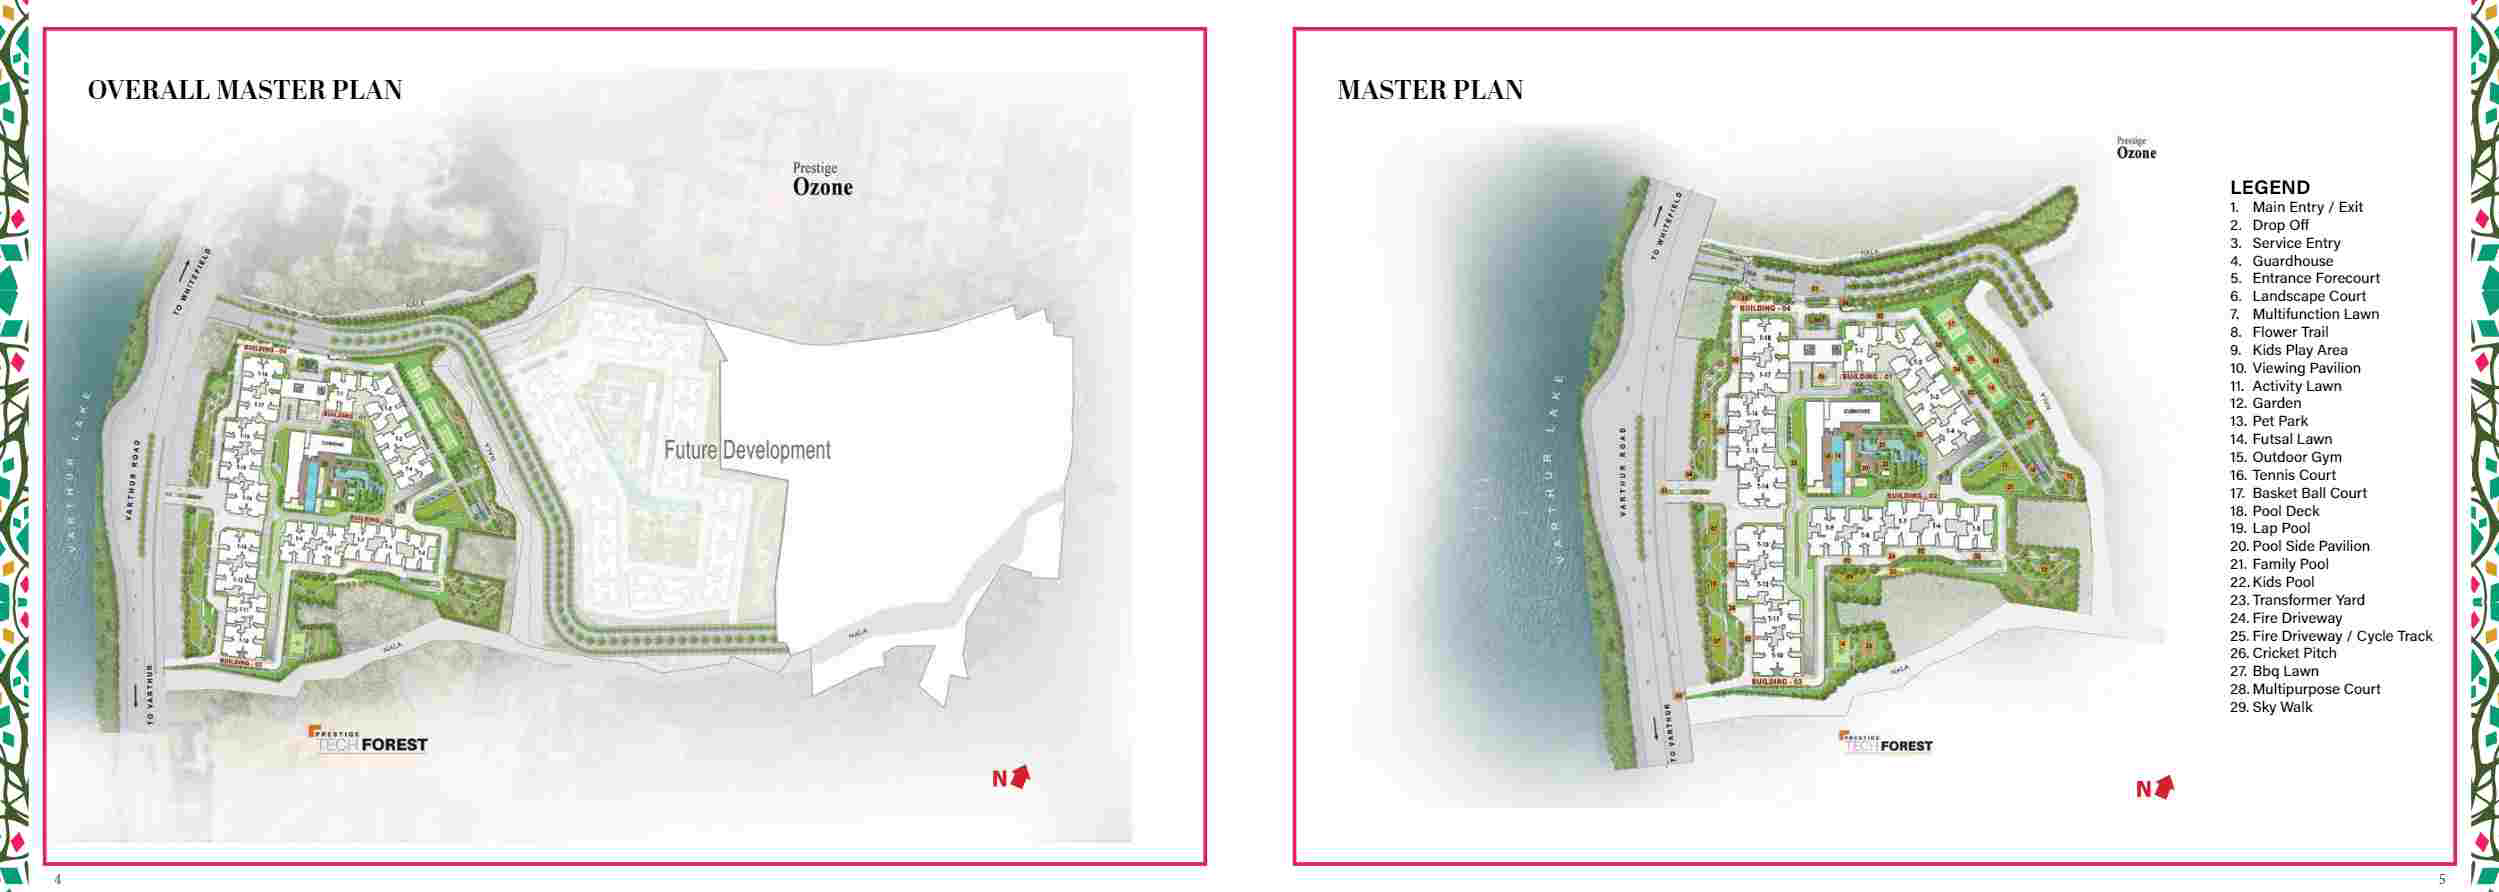 OVERALL MASTER PLAN
Prestige
Ozone
TO WHITEFIELD
NALA
BUILDING - 04
VARTHUR LAKE
VARTHUR ROAD
Future Development
NALA
BUILDING - 03
NALA
NALA
TO VARTHUR
PRESTIGE
TECH FOREST
N
4
MASTER PLAN
Prestige
Ozone
TO WHITEFIELD
NALA
BUILDING - 04
BUILDING - 01
VARTHUR LAKE
VARTHUR ROAD
NALA
BUILDING - 02
BUILDING - 03
NALA
TO VARTHUR
PRESTIGE
TECH FOREST
N
LEGEND
1. Main Entry / Exit
2. Drop Off
3. Service Entry
4. Guardhouse
5. Entrance Forecourt
6. Landscape Court
7. Multifunction Lawn
8. Flower Trail
9. Kids Play Area
10. Viewing Pavilion
11. Activity Lawn
12. Garden
13. Pet Park
14. Futsal Lawn
15. Outdoor Gym
16. Tennis Court
17. Basket Ball Court
18. Pool Deck
19. Lap Pool
20. Pool Side Pavilion
21. Family Pool
22. Kids Pool
23. Transformer Yard
24. Fire Driveway
25. Fire Driveway / Cycle Track
26. Cricket Pitch
27. Bbq Lawn
28. Multipurpose Court
29. Sky Walk
5